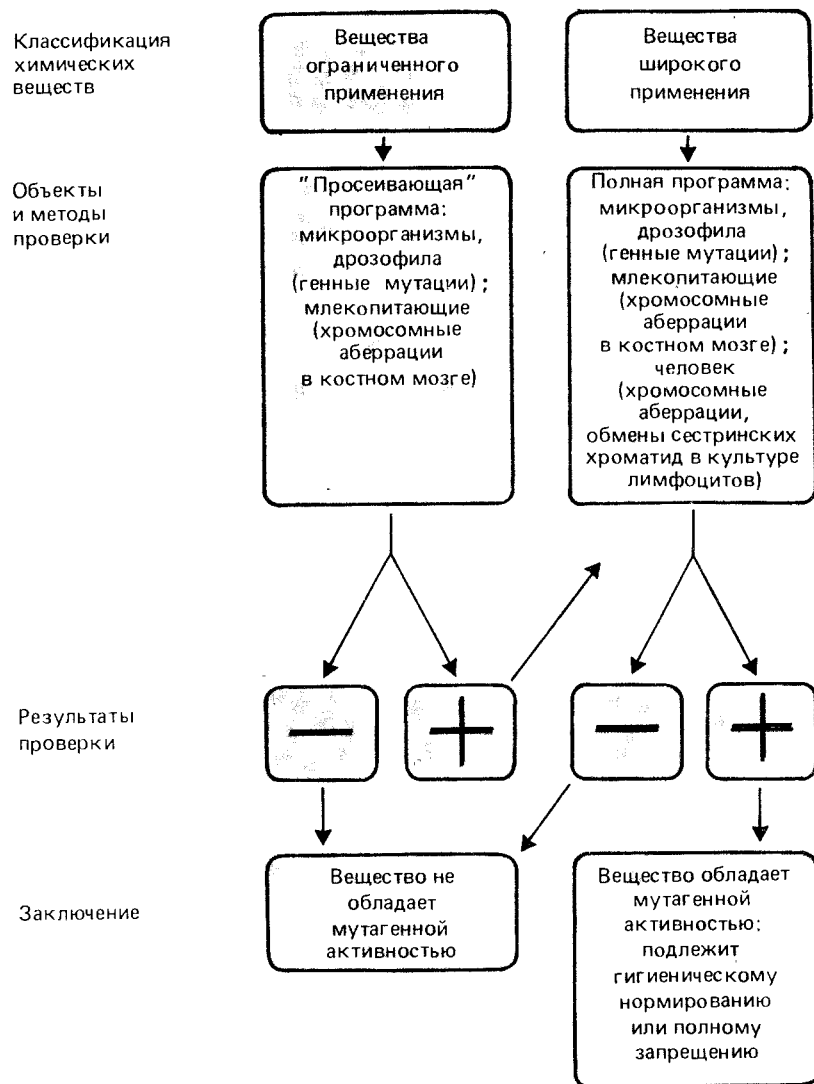 Классификация
химических
веществ
Вещества
ограниченного
применения
Вещества
широкого
применения
Объекты
и методы
проверки
"Просеивающая"
программа:
микроорганизмы,
дрозофила
(генные мутации);
млекопитающие
(хромосомные
аберрации
в костном мозге)
Полная программа:
микроорганизмы,
дрозофила
(генные мутации);
млекопитающие
(хромосомные
аберрации
в костном мозге);
человек
(хромосомные
аберрации,
обмены сестринских
хроматид в культуре
лимфоцитов)
Результаты
проверки
— + — +
Заключение
Вещество не
обладает
мутагенной
активностью
Вещество обладает
мутагенной
активностью:
подлежит
гигиеническому
нормированию
или полному
запрещению